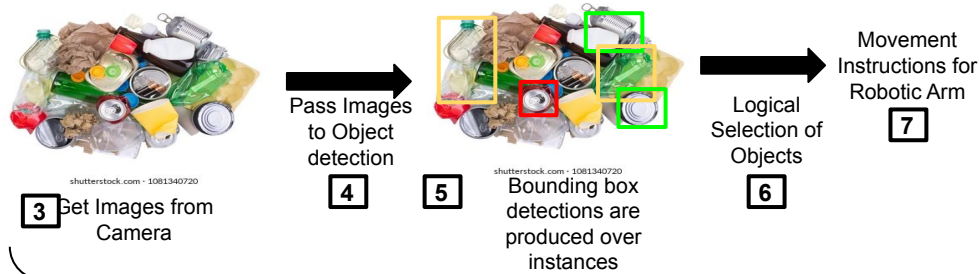 shutterstock.com · 1081340720
3
Get Images from
Camera
Pass Images
to Object
detection
4
shutterstock.com · 1081340720
5
Bounding box
detections are
produced over
instances
Logical
Selection of
Objects
6
Movement
Instructions for
Robotic Arm
7